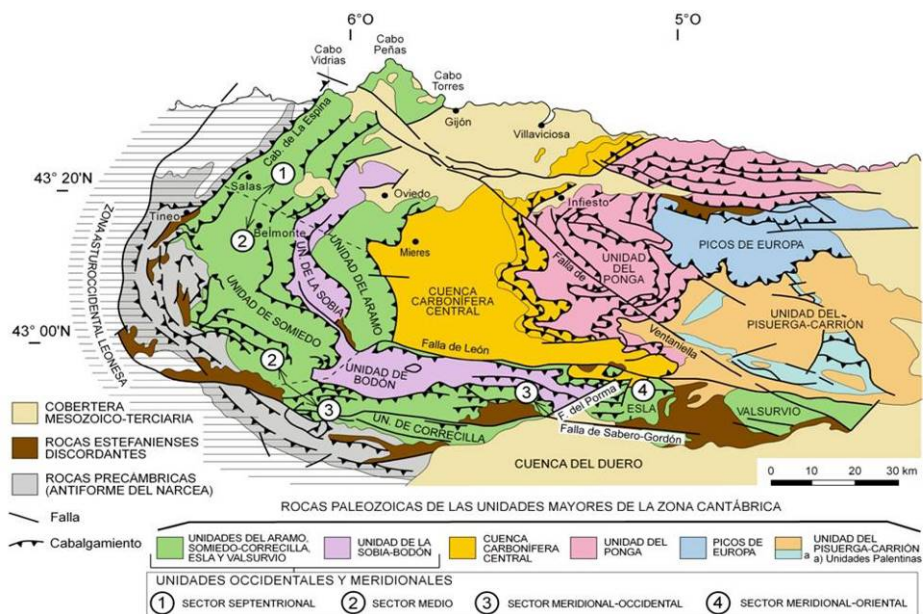 6°O
5°O
Cabo
Vidrias
Cabo
Peñas
Cabo
Torres
Gijón
Villaviciosa
Cab. de La Espina
1
43° 20'
Salas
Oviedo
Infiesto
Tineo
2
Belmonte
Mieres
PICOS DE EUROPA
ZONA ASTUROCCIDENTAL LEONESA
UN. DE LA SOBIA
UNIDAD DEL ARAMO
UNIDAD
DEL
PONGA
Falla de
CUENCA
CARBONÍFERA
CENTRAL
UNIDAD DEL
PISUERGA-CARRIÓN
UNIDAD DE SOMIEDO
43° 00'
Ventaniella
Falla de León
2
UNIDAD DE
BODÓN
3
3
4
F. del Porma
ESLA
VALSURVIO
UN. DE CORRECILLA
Falla de Sabero-Gordón
CUENCA DEL DUERO
0 10 20 30 km
COBERTERA
MESOZOICO-TERCIARIA
ROCAS ESTEFANIENSES
DISCORDANTES
ROCAS PRECÁMBRICAS
(ANTIFORME DEL NARCEA)
Falla
Cabalgamiento
ROCAS PALEOZOICAS DE LAS UNIDADES MAYORES DE LA ZONA CANTÁBRICA
UNIDADES DEL ARAMO,
SOMIEDO-CORRECILLA,
ESLA Y VALSURVIO
UNIDAD DE LA
SOBIA-BODÓN
CUENCA
CARBONÍFERA
CENTRAL
UNIDAD DEL
PONGA
PICOS DE
EUROPA
UNIDAD DEL
PISUERGA-CARRIÓN
a a) Unidades Palentinas
UNIDADES OCCIDENTALES Y MERIDIONALES
1 SECTOR SEPTENTRIONAL
2 SECTOR MEDIO
3 SECTOR MERIDIONAL-OCCIDENTAL
4 SECTOR MERIDIONAL-ORIENTAL